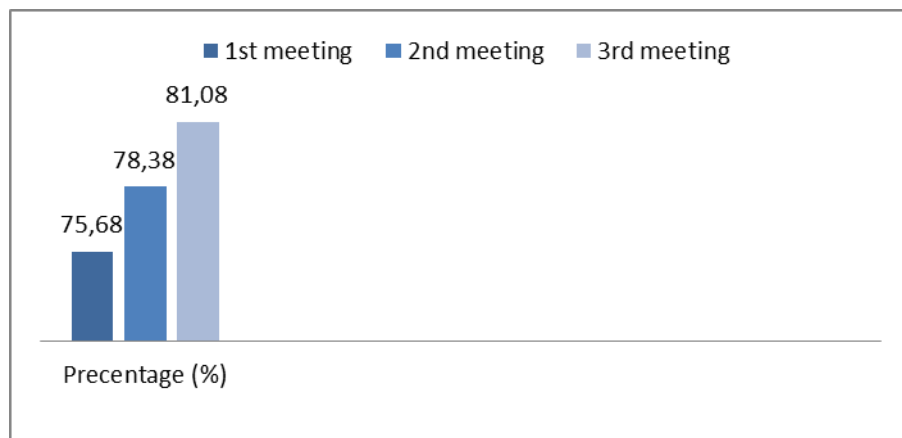 1st meeting 2nd meeting 3rd meeting
81,08
78,38
75,68
Precentage (%)